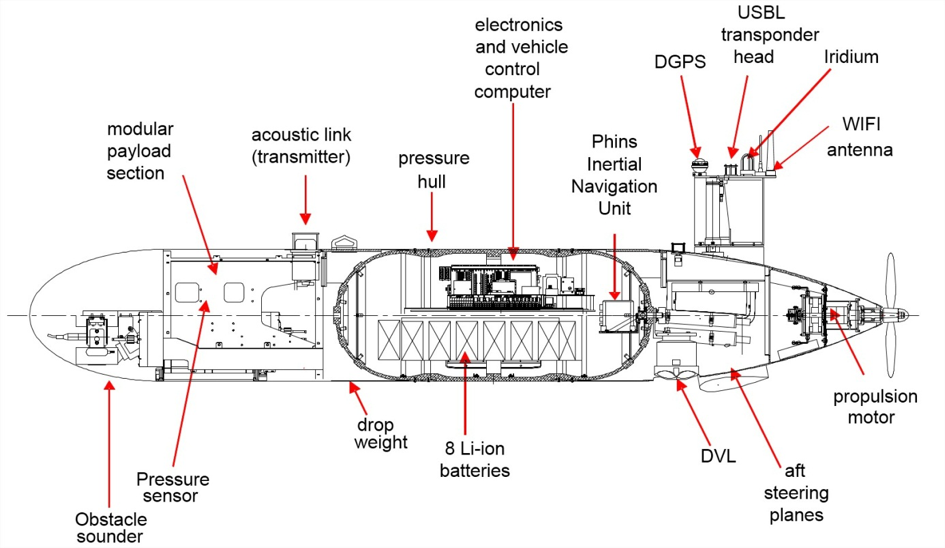 electronics
and vehicle
control
computer
USBL
transponder
head
DGPS
Iridium
modular
payload
section
acoustic link
(transmitter)
pressure
hull
Phins
Inertial
Navigation
Unit
WIFI
antenna
Obstacle
sounder
Pressure
sensor
drop
weight
8 Li-ion
batteries
DVL
aft
steering
planes
propulsion
motor